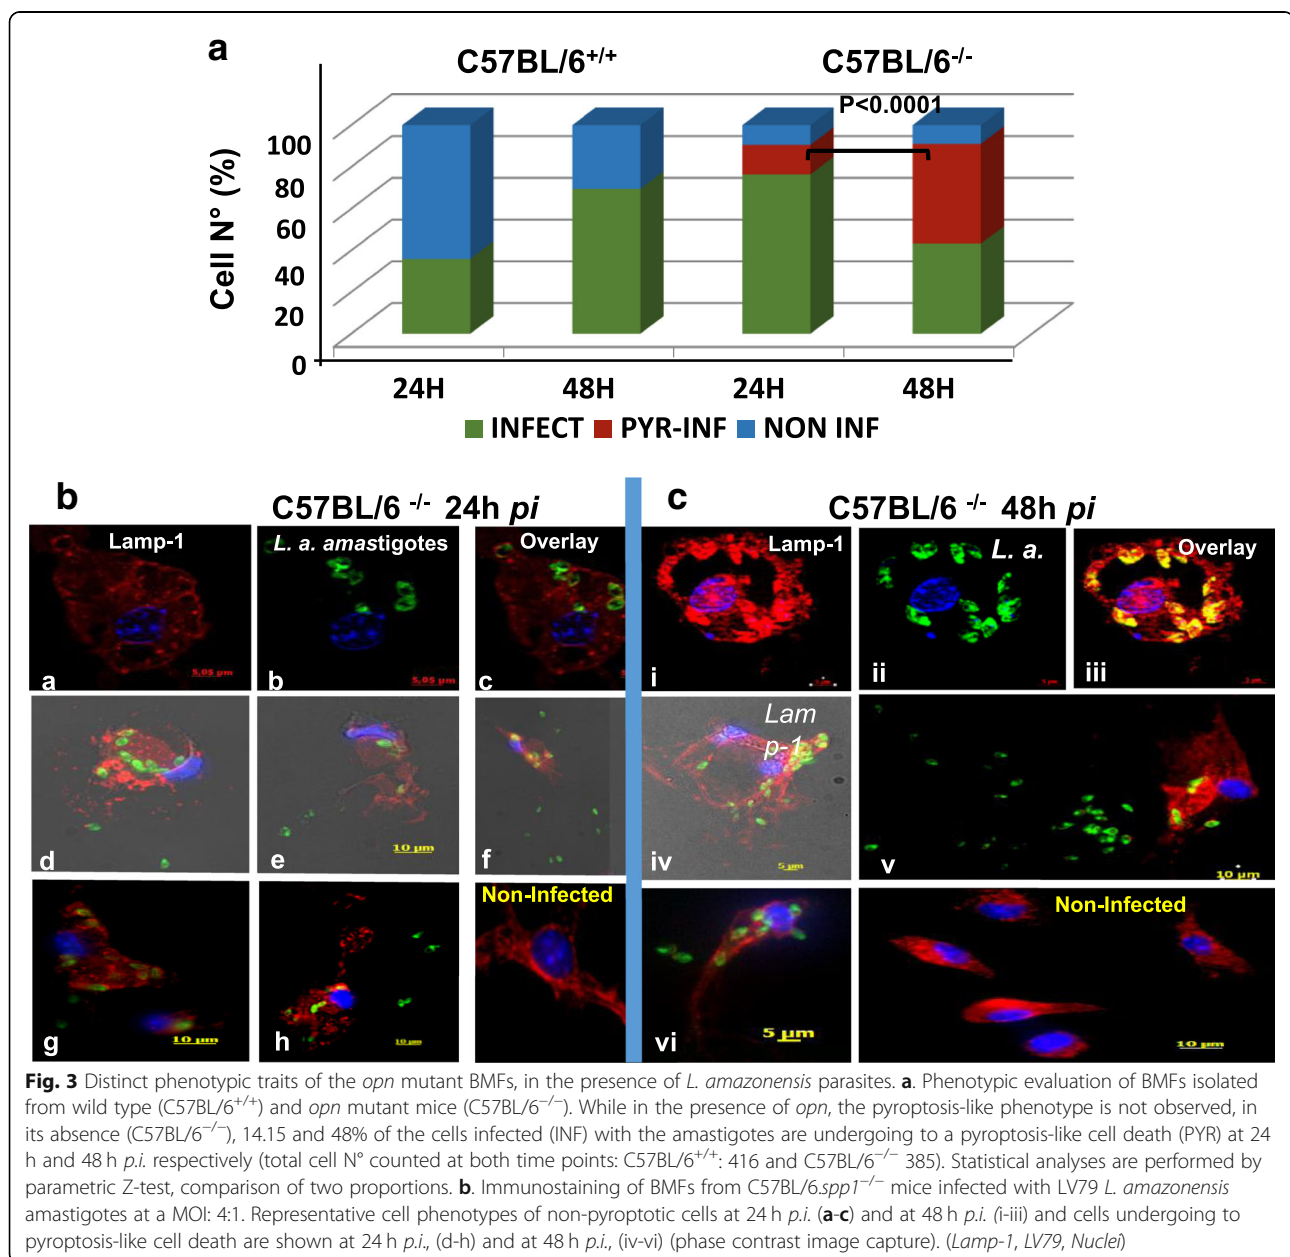 a
C57BL/6+/+ C57BL/6-/-
P<0.0001
Cell N° (%)
100
80
60
40
20
0
24H 48H 24H 48H
INFECT PYR-INF NON INF
b C57BL/6 -/- 24h pi
c C57BL/6 -/- 48h pi
Lamp-1 L. a. amastigotes Overlay
a 5.05 µm b 5.05 µm c
d e 10 µm f
Non-Infected
g 10 µm h 10 µm
Lamp-1 L. a. Overlay
i ii iii
Lam
p-1
iv 5 µm v 10 µm
Non-Infected
vi 5 µm 10 µm
Fig. 3 Distinct phenotypic traits of the opn mutant BMFs, in the presence of L. amazonensis parasites. a. Phenotypic evaluation of BMFs isolated
from wild type (C57BL/6+/+) and opn mutant mice (C57BL/6−/−). While in the presence of opn, the pyroptosis-like phenotype is not observed, in
its absence (C57BL/6−/−), 14.15 and 48% of the cells infected (INF) with the amastigotes are undergoing to a pyroptosis-like cell death (PYR) at 24
h and 48 h p.i. respectively (total cell N° counted at both time points: C57BL/6+/+: 416 and C57BL/6−/− 385). Statistical analyses are performed by
parametric Z-test, comparison of two proportions. b. Immunostaining of BMFs from C57BL/6.spp1−/− mice infected with LV79 L. amazonensis
amastigotes at a MOI: 4:1. Representative cell phenotypes of non-pyroptotic cells at 24 h p.i. (a-c) and at 48 h p.i. (i-iii) and cells undergoing to
pyroptosis-like cell death are shown at 24 h p.i., (d-h) and at 48 h p.i., (iv-vi) (phase contrast image capture). (Lamp-1, LV79, Nuclei)